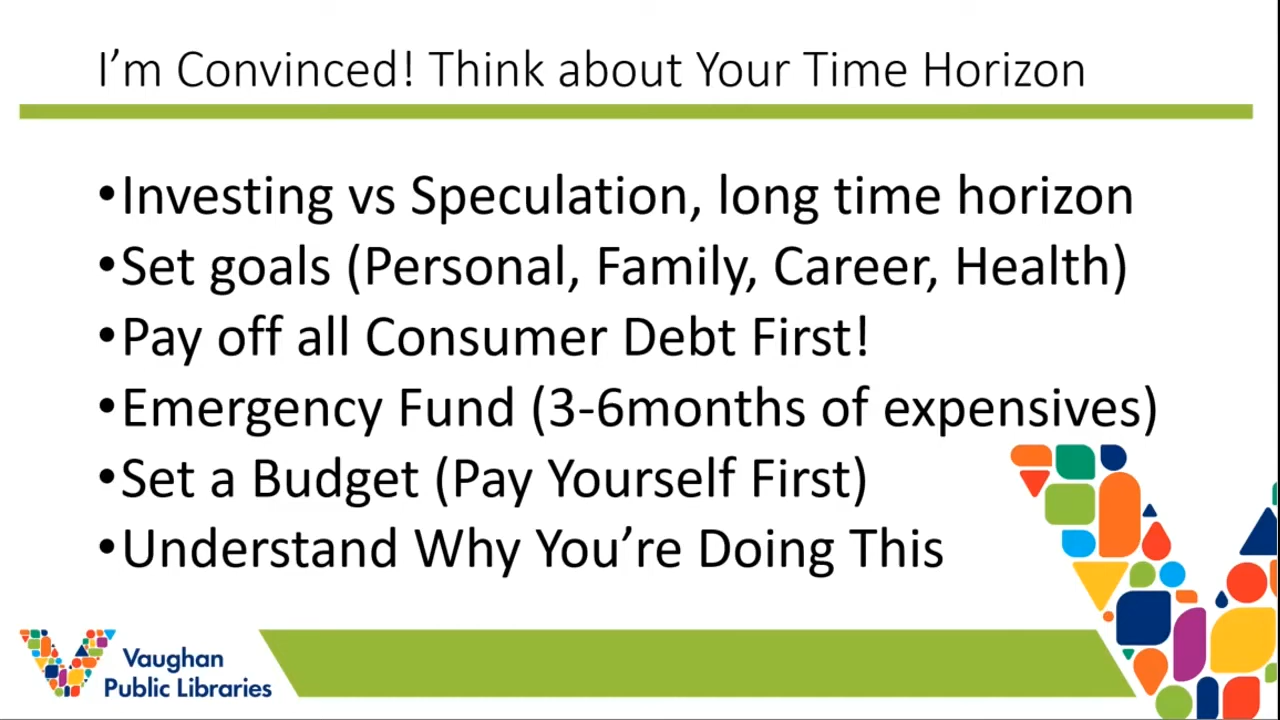 I’m Convinced! Think about Your Time Horizon
•Investing vs Speculation, long time horizon
•Set goals (Personal, Family, Career, Health)
•Pay off all Consumer Debt First!
•Emergency Fund (3-6months of expensives)
•Set a Budget (Pay Yourself First)
•Understand Why You’re Doing This
Vaughan
Public Libraries